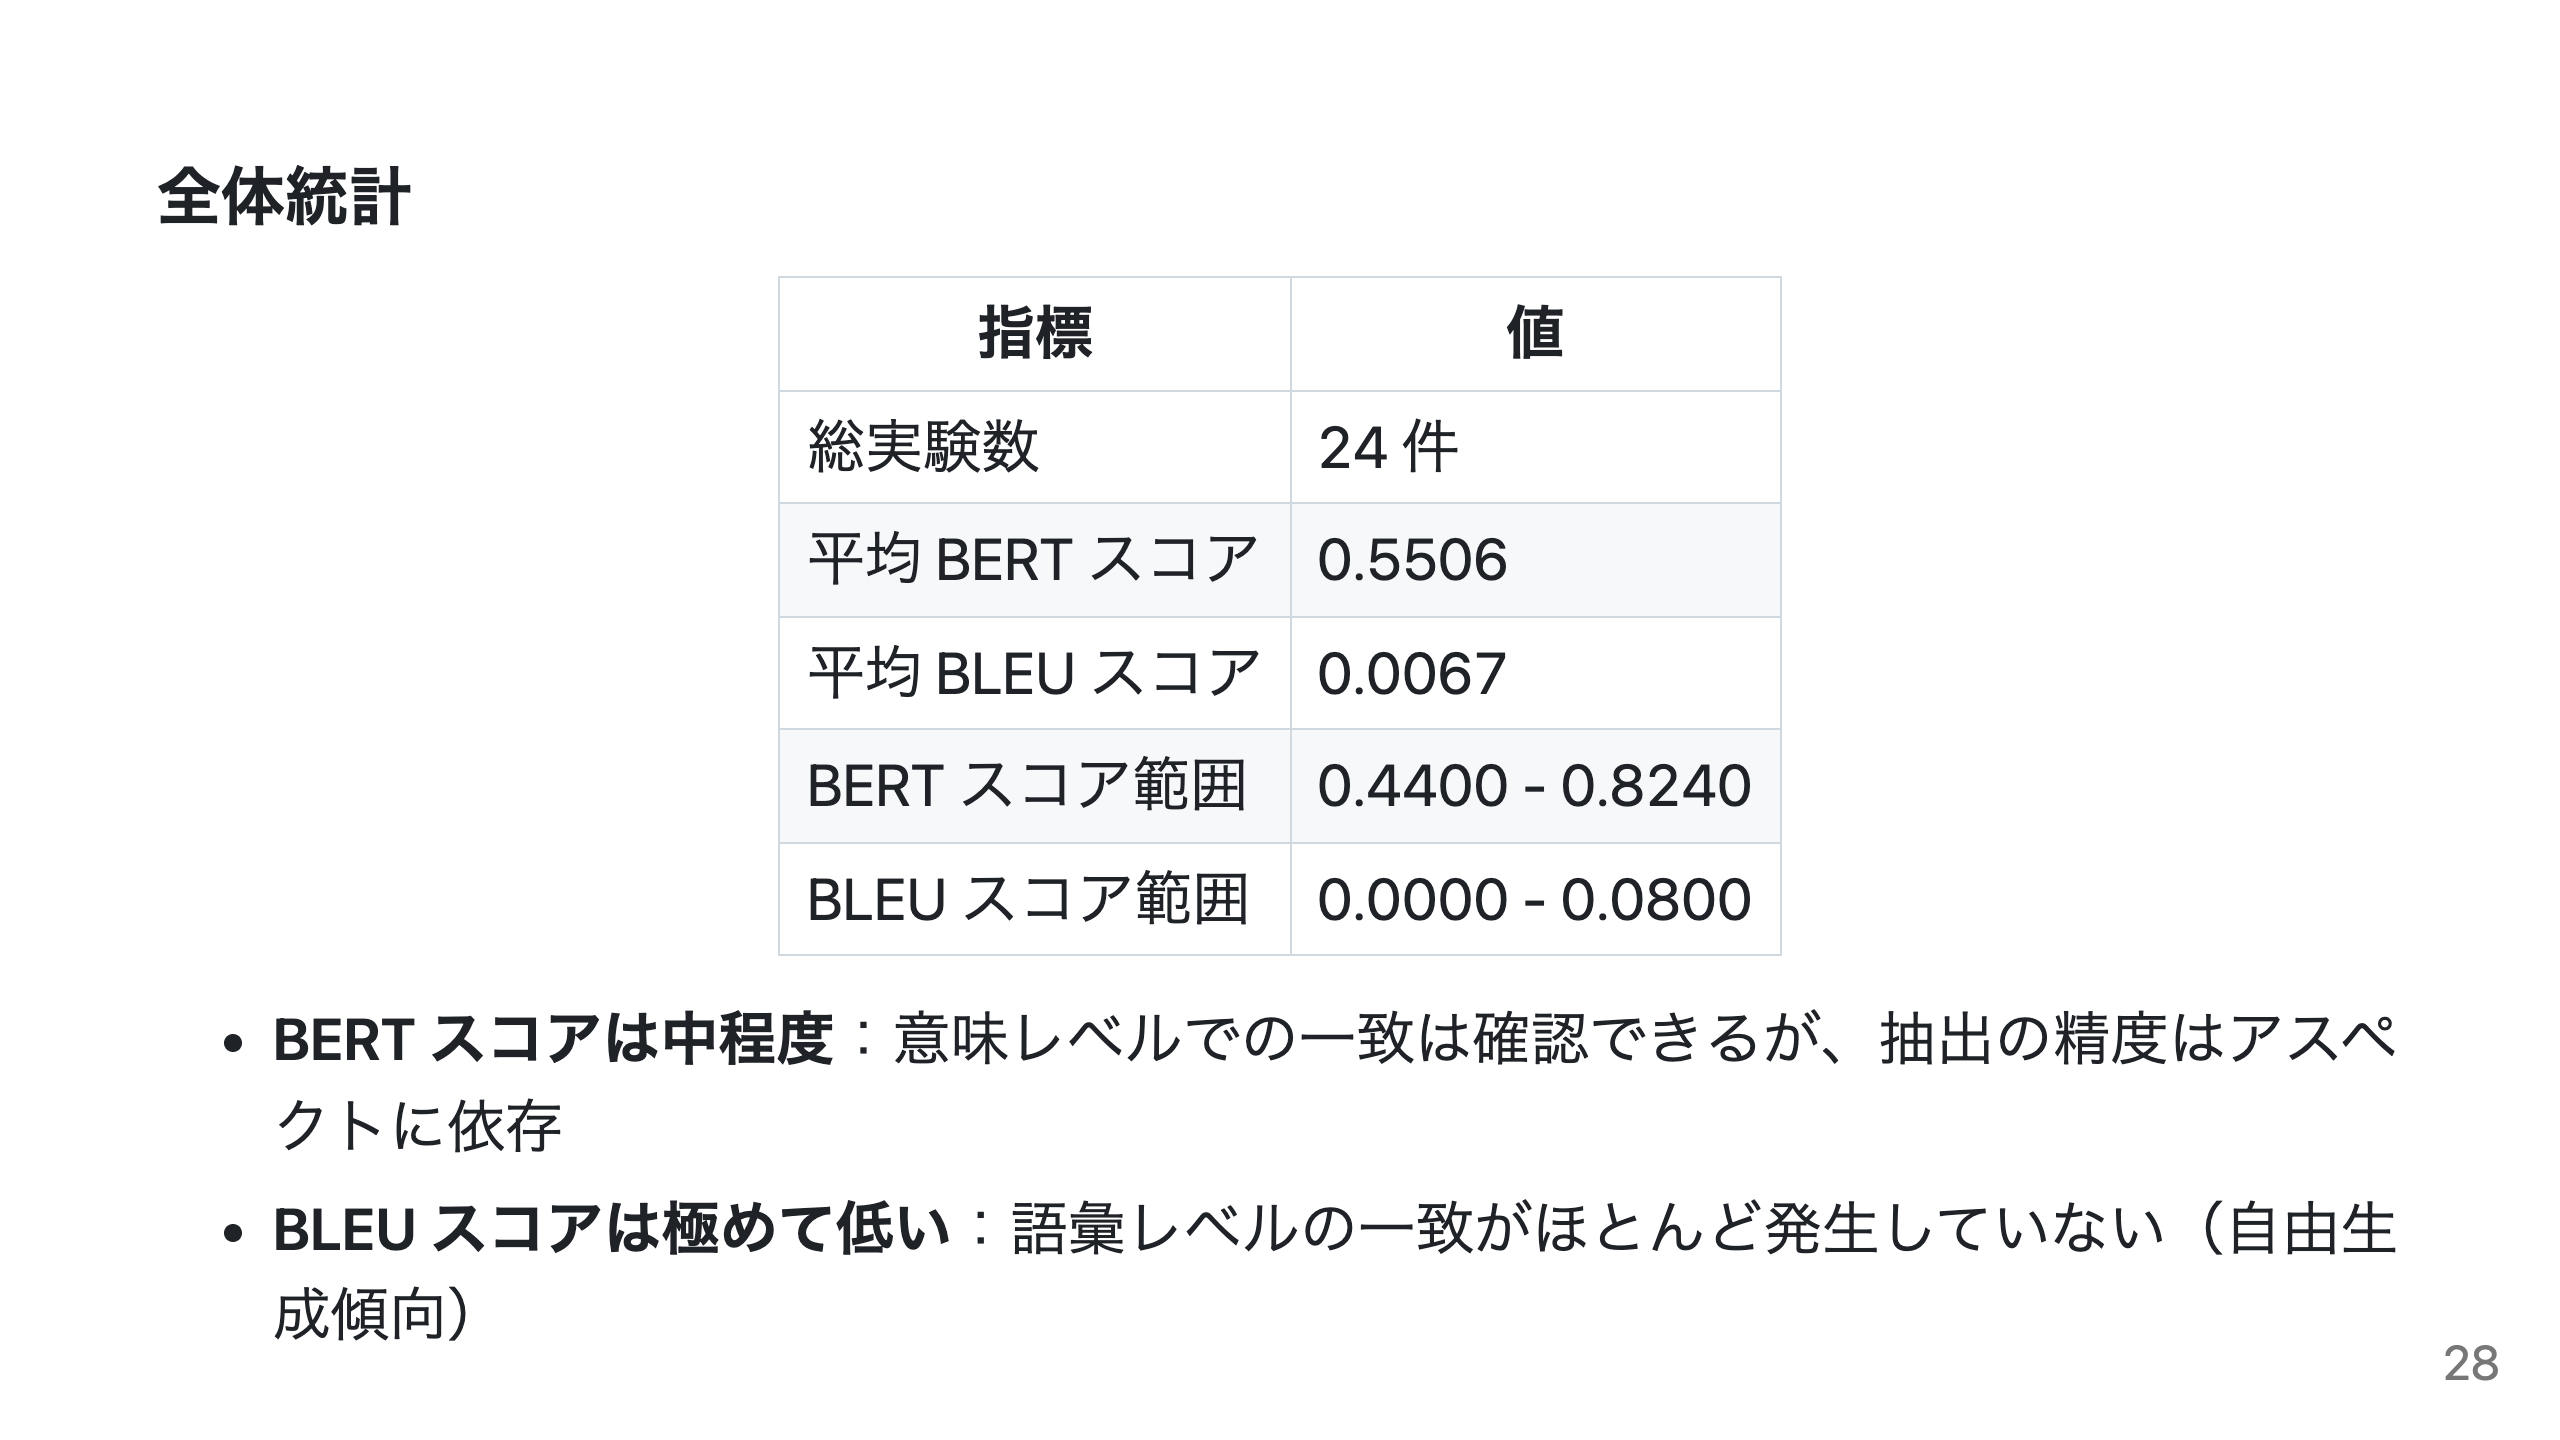 全体統計
指標 値
総実験数 24 件
平均 BERT スコア 0.5506
平均 BLEU スコア 0.0067
BERT スコア範囲 0.4400 - 0.8240
BLEU スコア範囲 0.0000 - 0.0800
• BERT スコアは中程度：意味レベルでの一致は確認できるが、抽出の精度はアスペ
クトに依存
• BLEU スコアは極めて低い：語彙レベルの一致がほとんど発生していない（自由生
成傾向）
28